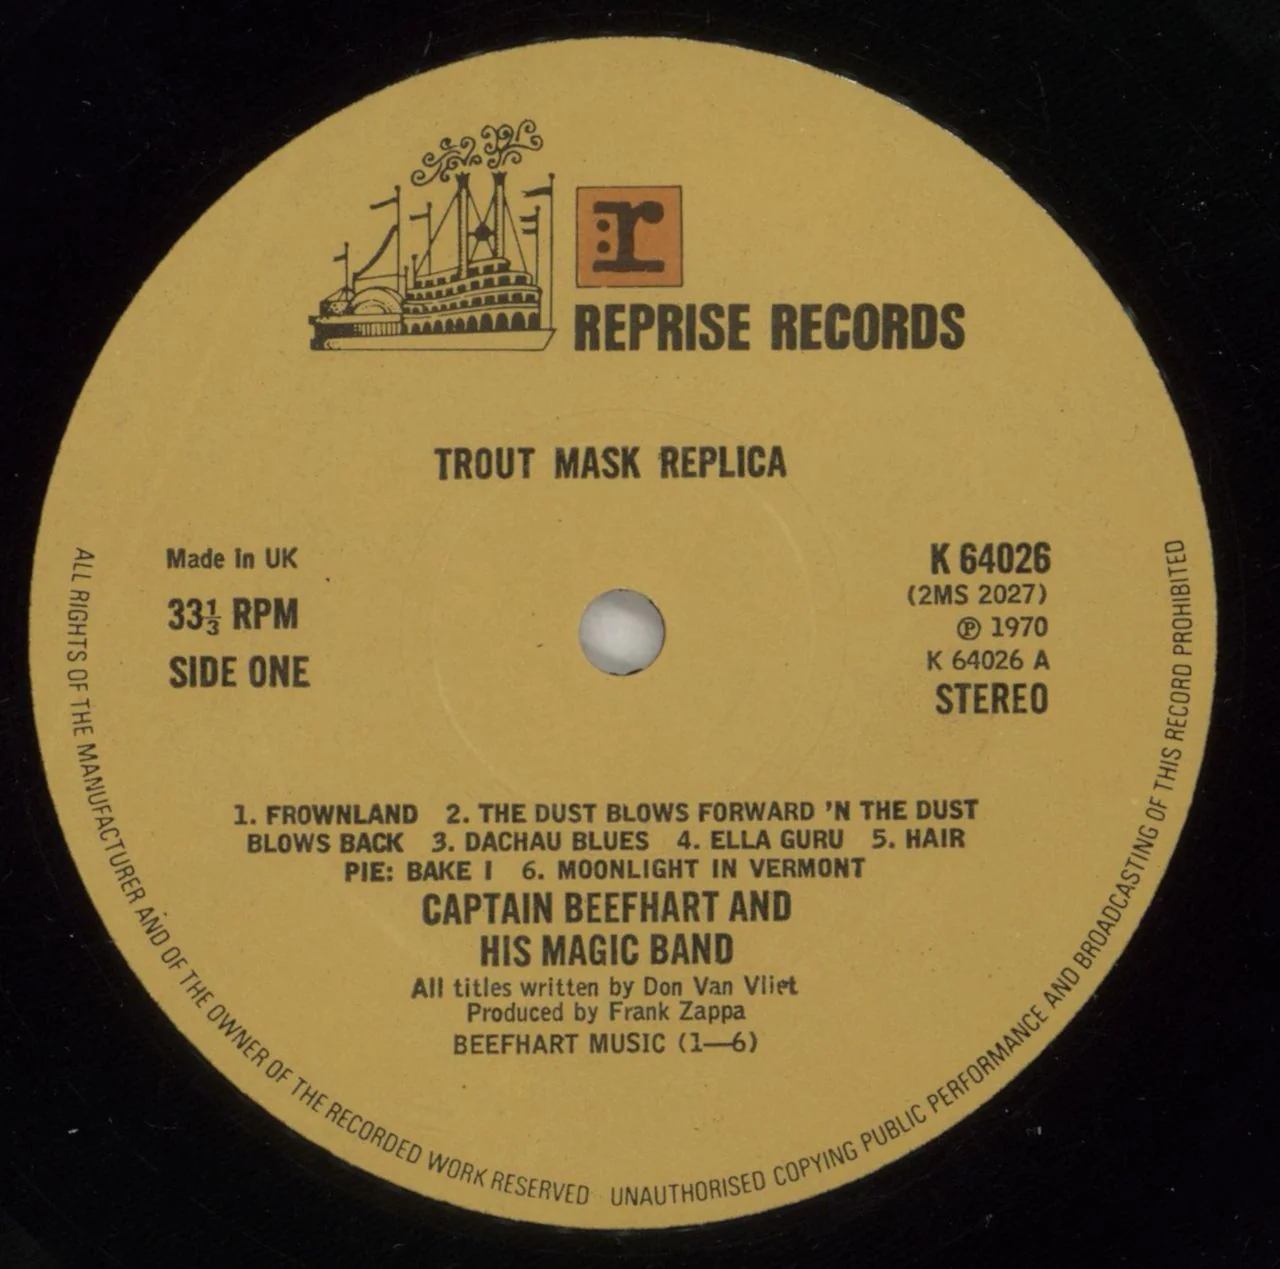 r
REPRISE RECORDS
TROUT MASK REPLICA
Made in UK
33⅓ RPM
SIDE ONE
K 64026
(2MS 2027)
℗ 1970
K 64026 A
STEREO
1. FROWNLAND 2. THE DUST BLOWS FORWARD 'N THE DUST
BLOWS BACK 3. DACHAU BLUES 4. ELLA GURU 5. HAIR
PIE: BAKE I 6. MOONLIGHT IN VERMONT
CAPTAIN BEEFHART AND
HIS MAGIC BAND
All titles written by Don Van Vliet
Produced by Frank Zappa
BEEFHART MUSIC (1—6)
ALL RIGHTS OF THE MANUFACTURER AND OF THE OWNER OF THE RECORDED WORK RESERVED UNAUTHORISED COPYING PUBLIC PERFORMANCE AND BROADCASTING OF THIS RECORD PROHIBITED